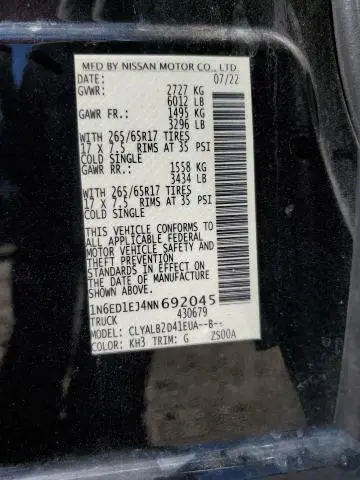 MFD BY NISSAN MOTOR CO., LTD
DATE: 07/22
GVWR: 2727 KG
6012 LB
GAWR FR.: 1495 KG
3296 LB
WITH 265/65R17 TIRES
17 X 7.5 RIMS AT 35 PSI
COLD SINGLE
GAWR RR.: 1558 KG
3434 LB
WITH 265/65R17 TIRES
17 X 7.5 RIMS AT 35 PSI
COLD SINGLE
THIS VEHICLE CONFORMS TO
ALL APPLICABLE FEDERAL
MOTOR VEHICLE SAFETY AND
THEFT PREVENTION
STANDARDS IN EFFECT ON
THE DATE OF MANUFACTURE
SHOWN ABOVE.
1N6ED1EJ4NN692045
TRUCK 430679
MODEL: CLYALB2D41EUA--B--
COLOR: KH3 TRIM: G ZS00A